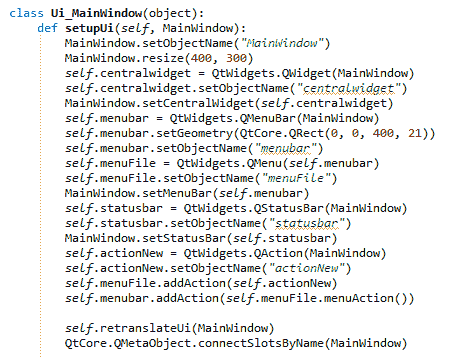 class Ui_MainWindow(object):
    def setupUi(self, MainWindow):
        MainWindow.setObjectName("MainWindow")
        MainWindow.resize(400, 300)
        self.centralwidget = QtWidgets.QWidget(MainWindow)
        self.centralwidget.setObjectName("centralwidget")
        MainWindow.setCentralWidget(self.centralwidget)
        self.menubar = QtWidgets.QMenuBar(MainWindow)
        self.menubar.setGeometry(QtCore.QRect(0, 0, 400, 21))
        self.menubar.setObjectName("menubar")
        self.menuFile = QtWidgets.QMenu(self.menubar)
        self.menuFile.setObjectName("menuFile")
        MainWindow.setMenuBar(self.menubar)
        self.statusbar = QtWidgets.QStatusBar(MainWindow)
        self.statusbar.setObjectName("statusbar")
        MainWindow.setStatusBar(self.statusbar)
        self.actionNew = QtWidgets.QAction(MainWindow)
        self.actionNew.setObjectName("actionNew")
        self.menuFile.addAction(self.actionNew)
        self.menubar.addAction(self.menuFile.menuAction())

        self.retranslateUi(MainWindow)
        QtCore.QMetaObject.connectSlotsByName(MainWindow)